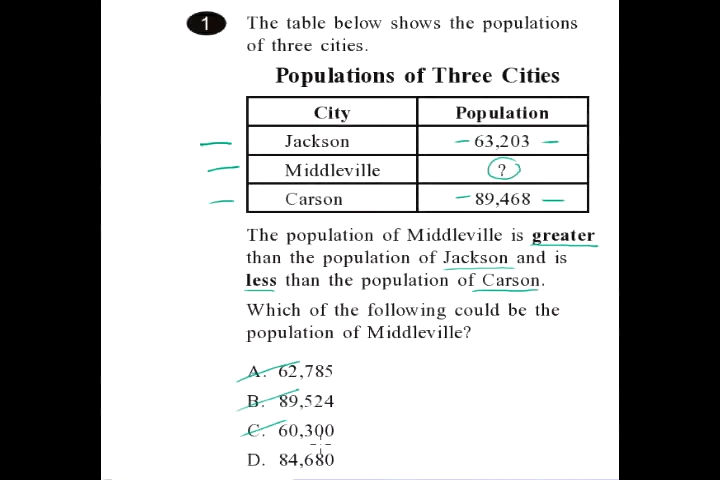 1 The table below shows the populations
of three cities.
Populations of Three Cities
City Population
Jackson 63,203
Middleville ?
Carson 89,468
The population of Middleville is greater
than the population of Jackson and is
less than the population of Carson.
Which of the following could be the
population of Middleville?
A. 62,785
B. 89,524
C. 60,300
D. 84,680